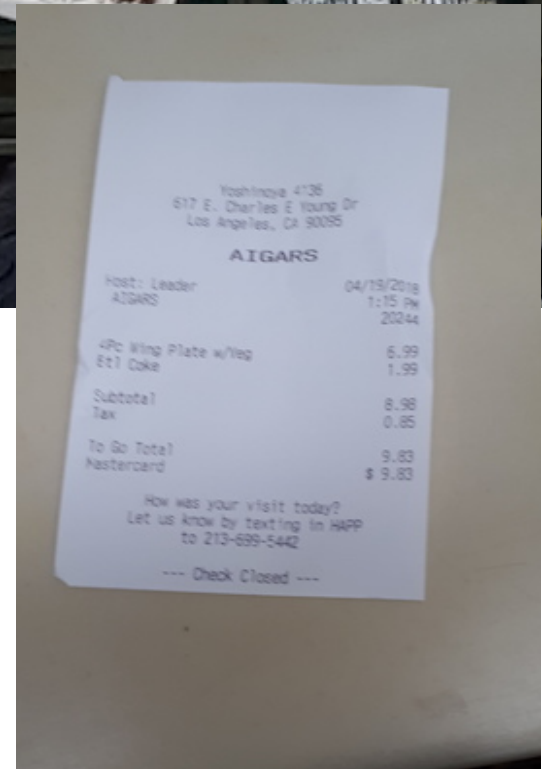 Yoshinoya 4136
617 E. Charles E Young Dr
Los Angeles, CA 90095
AIGARS
Host: Leader 04/19/2018
AIGARS 1:15 PM
20244
4Pc Wing Plate w/Veg 6.99
Btl Coke 1.99
Subtotal 8.98
Tax 0.85
To Go Total 9.83
Mastercard $ 9.83
How was your visit today?
Let us know by texting in HAPP
to 213-699-5442
--- Check Closed ---